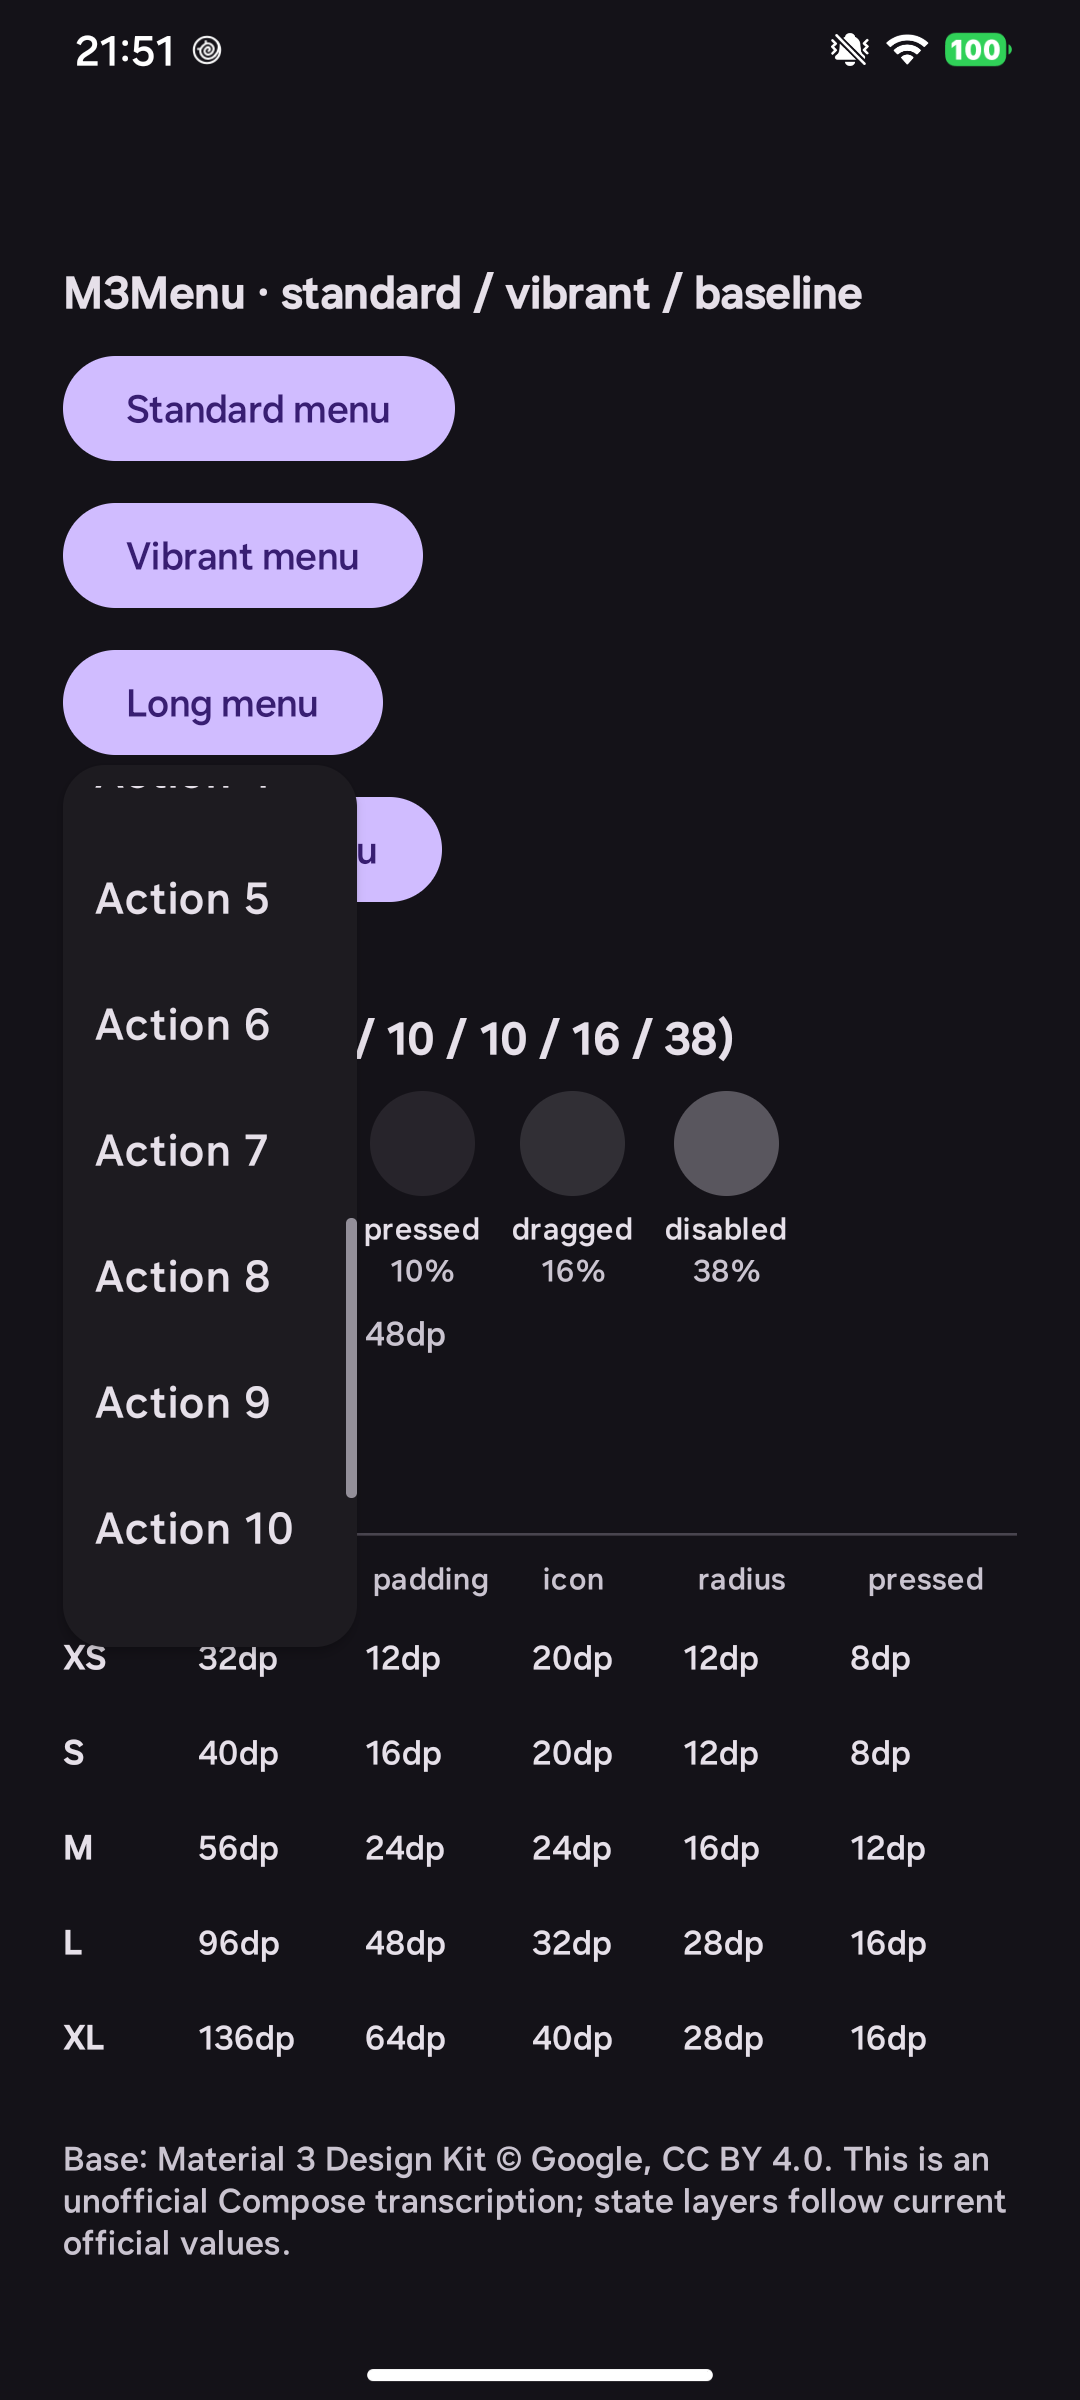 21:51
100
M3Menu · standard / vibrant / baseline
Standard menu
Vibrant menu
Long menu
u
Action 5
Action 6
/ 10 / 10 / 16 / 38)
Action 7
pressed dragged disabled
10% 16% 38%
Action 8
48dp
Action 9
Action 10
padding icon radius pressed
XS 32dp 12dp 20dp 12dp 8dp
S 40dp 16dp 20dp 12dp 8dp
M 56dp 24dp 24dp 16dp 12dp
L 96dp 48dp 32dp 28dp 16dp
XL 136dp 64dp 40dp 28dp 16dp
Base: Material 3 Design Kit © Google, CC BY 4.0. This is an
unofficial Compose transcription; state layers follow current
official values.